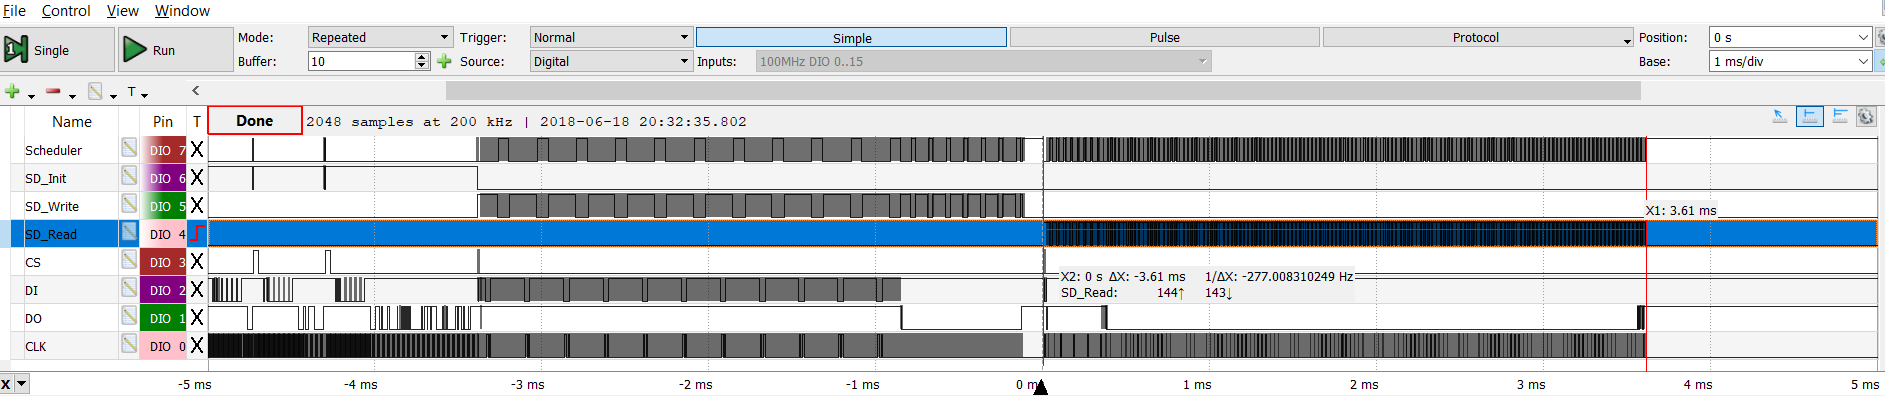 File Control View Window
1 Single Run Mode: Repeated Trigger: Normal Simple Pulse Protocol Position: 0 s
Buffer: 10 Source: Digital Inputs: 100MHz DIO 0..15 Base: 1 ms/div
T <
Name Pin T Done 2048 samples at 200 kHz | 2018-06-18 20:32:35.802
Scheduler DIO 7 X
SD_Init DIO 6 X
SD_Write DIO 5 X
X1: 3.61 ms
SD_Read DIO 4
CS DIO 3 X
X2: 0 s ΔX: -3.61 ms 1/ΔX: -277.008310249 Hz
DI DIO 2 X
SD_Read: 144↑ 143↓
DO DIO 1 X
CLK DIO 0 X
X -5 ms -4 ms -3 ms -2 ms -1 ms 0 ms 1 ms 2 ms 3 ms 4 ms 5 ms